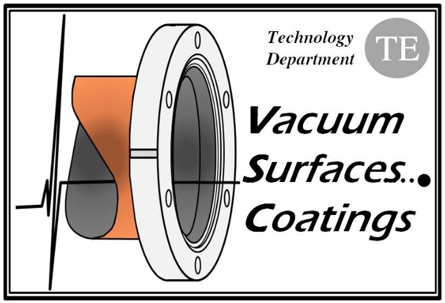 Technology
Department
TE
Vacuum
Surfaces...
Coatings